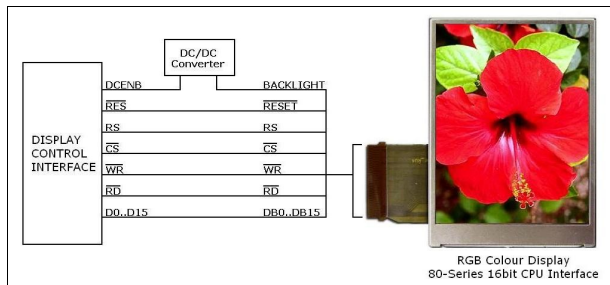 DC/DC
Converter
DCENB BACKLIGHT
RES RESET
RS RS
DISPLAY
CONTROL
INTERFACE
CS CS
WR WR
RD RD
D0..D15 DB0..DB15
RGB Colour Display
80-Series 16bit CPU Interface